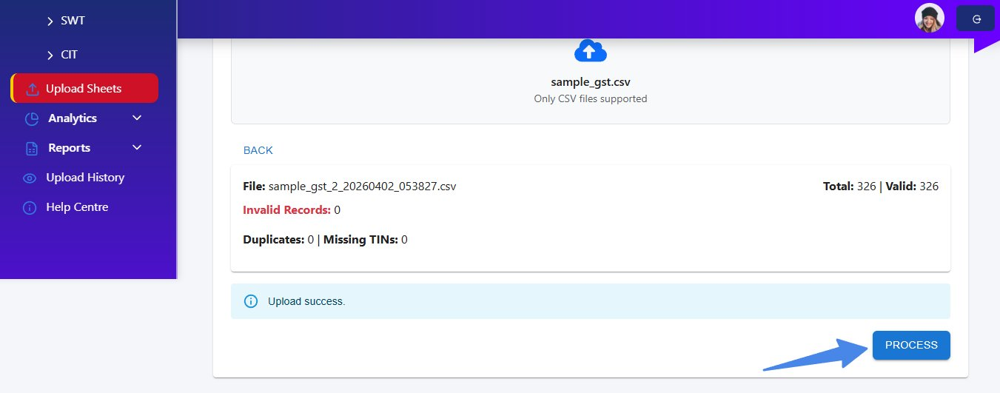 SWT
CIT
Upload Sheets
Analytics
Reports
Upload History
Help Centre
sample_gst.csv
Only CSV files supported
BACK
File: sample_gst_2_20260402_053827.csv
Total: 326 | Valid: 326
Invalid Records: 0
Duplicates: 0 | Missing TINs: 0
Upload success.
PROCESS